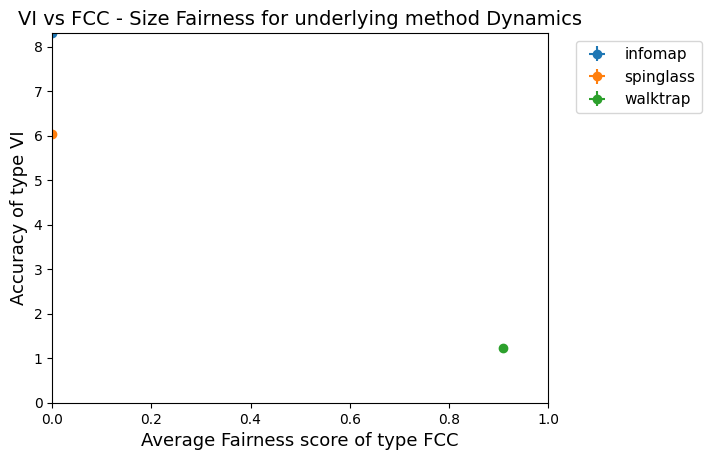 VI vs FCC - Size Fairness for underlying method Dynamics
infomap
spinglass
walktrap
Accuracy of type VI
8
7
6
5
4
3
2
1
0
0.0 0.2 0.4 0.6 0.8 1.0
Average Fairness score of type FCC